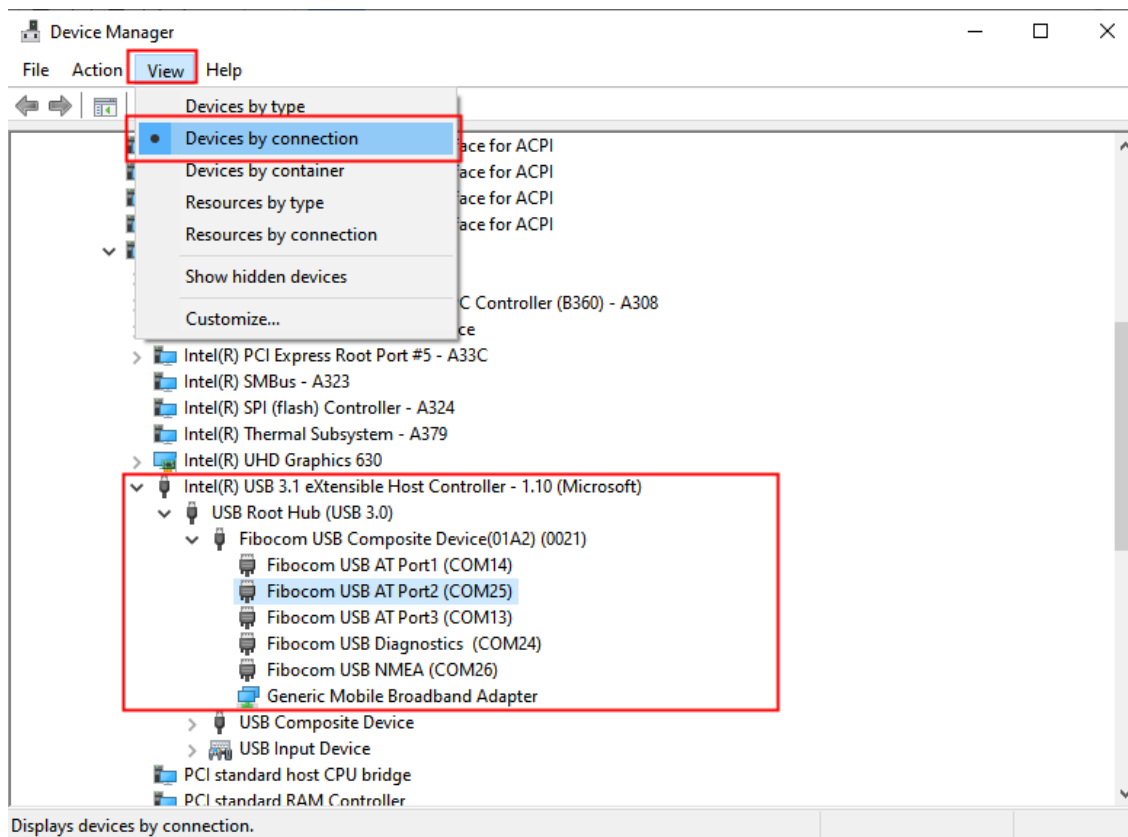 Device Manager
File Action View Help
Devices by type
Devices by connection
Devices by container
Resources by type
Resources by connection
Show hidden devices
Customize...
ace for ACPI
ace for ACPI
ace for ACPI
ace for ACPI
C Controller (B360) - A308
ce
Intel(R) PCI Express Root Port #5 - A33C
Intel(R) SMBus - A323
Intel(R) SPI (flash) Controller - A324
Intel(R) Thermal Subsystem - A379
Intel(R) UHD Graphics 630
Intel(R) USB 3.1 eXtensible Host Controller - 1.10 (Microsoft)
USB Root Hub (USB 3.0)
Fibocom USB Composite Device(01A2) (0021)
Fibocom USB AT Port1 (COM14)
Fibocom USB AT Port2 (COM25)
Fibocom USB AT Port3 (COM13)
Fibocom USB Diagnostics (COM24)
Fibocom USB NMEA (COM26)
Generic Mobile Broadband Adapter
USB Composite Device
USB Input Device
PCI standard host CPU bridge
PCI standard RAM Controller
Displays devices by connection.